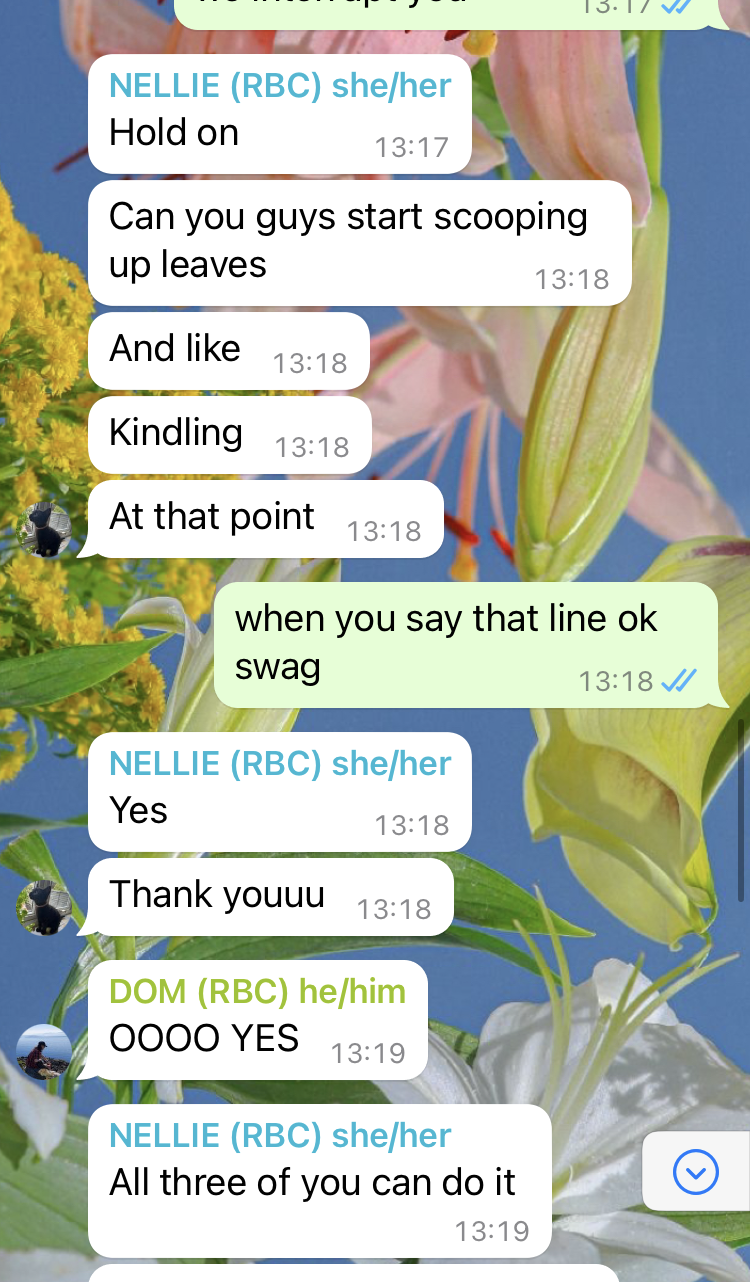 we interrupt you
13:17
NELLIE (RBC) she/her
Hold on
13:17
Can you guys start scooping
up leaves
13:18
And like
13:18
Kindling
13:18
At that point
13:18
when you say that line ok
swag
13:18
NELLIE (RBC) she/her
Yes
13:18
Thank youuu
13:18
DOM (RBC) he/him
OOOO YES
13:19
NELLIE (RBC) she/her
All three of you can do it
13:19